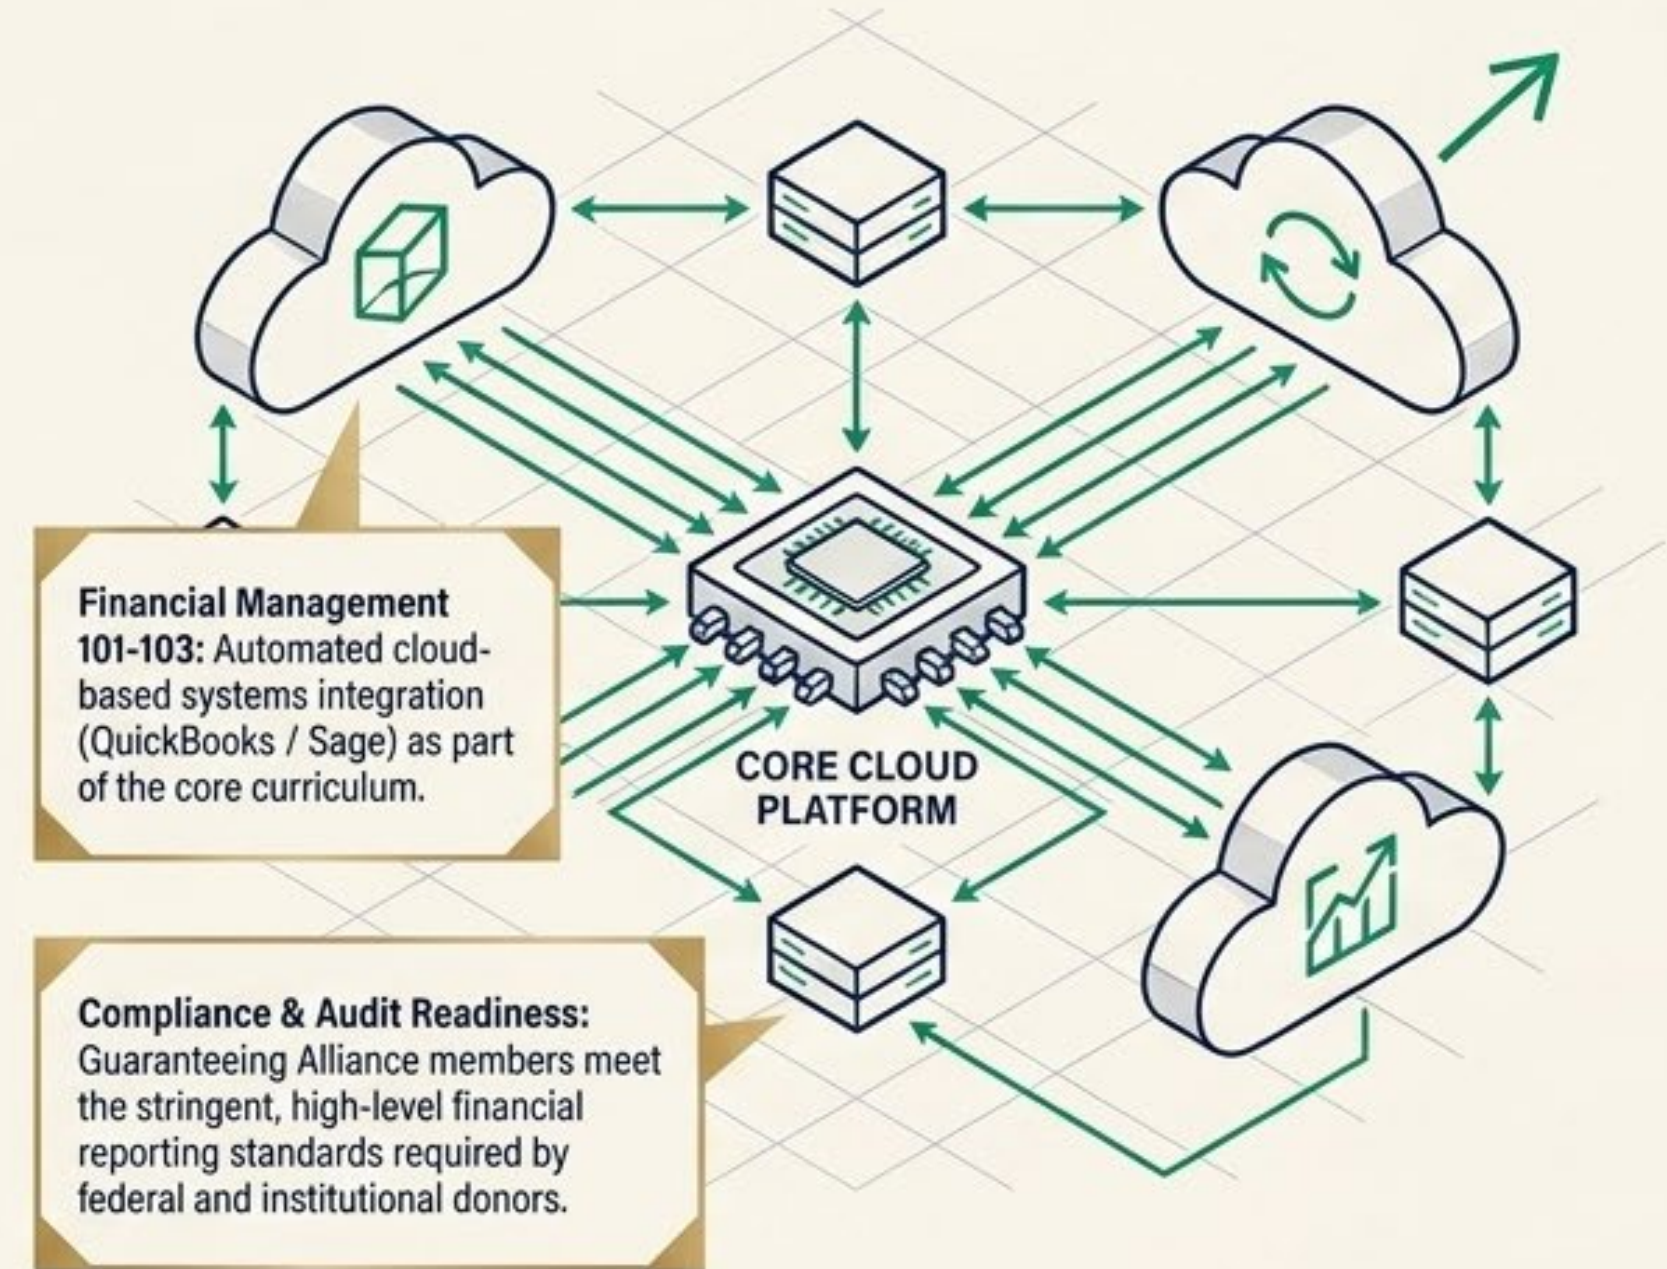 Financial Management
101-103: Automated cloud-
based systems integration
(QuickBooks / Sage) as part
of the core curriculum.
CORE CLOUD
PLATFORM
Compliance & Audit Readiness:
Guaranteeing Alliance members meet
the stringent, high-level financial
reporting standards required by
federal and institutional donors.